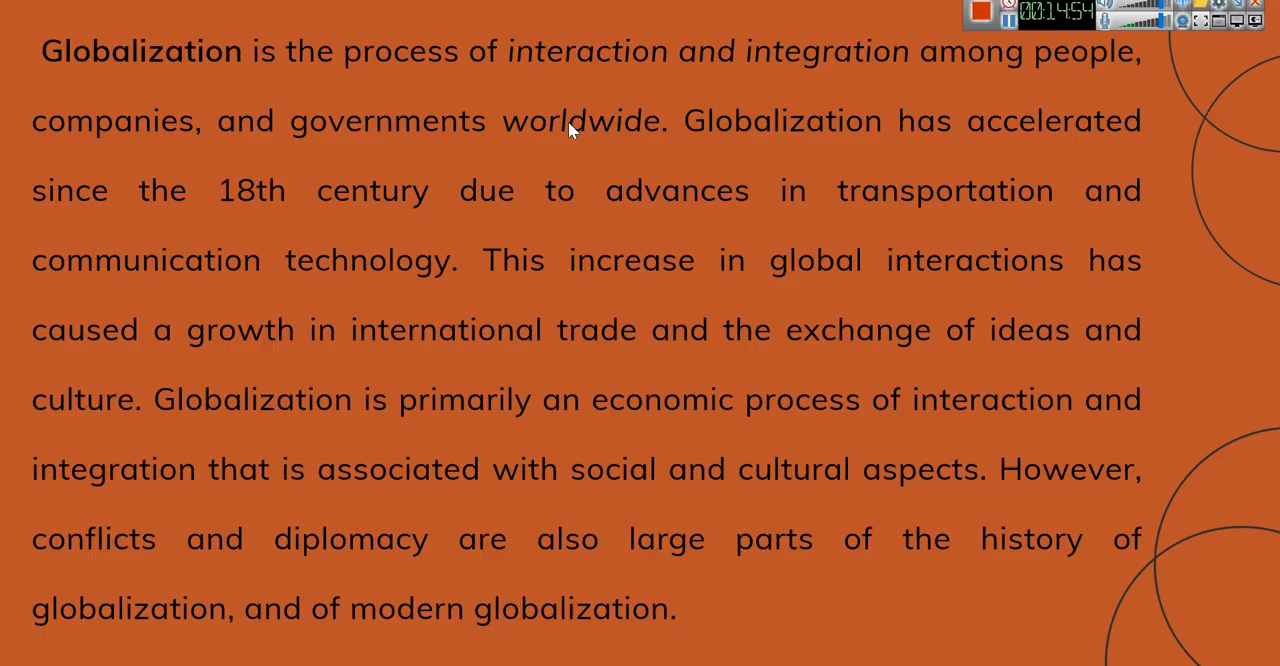 00:14:54
Globalization is the process of interaction and integration among people,
companies, and governments worldwide. Globalization has accelerated
since the 18th century due to advances in transportation and
communication technology. This increase in global interactions has
caused a growth in international trade and the exchange of ideas and
culture. Globalization is primarily an economic process of interaction and
integration that is associated with social and cultural aspects. However,
conflicts and diplomacy are also large parts of the history of
globalization, and of modern globalization.